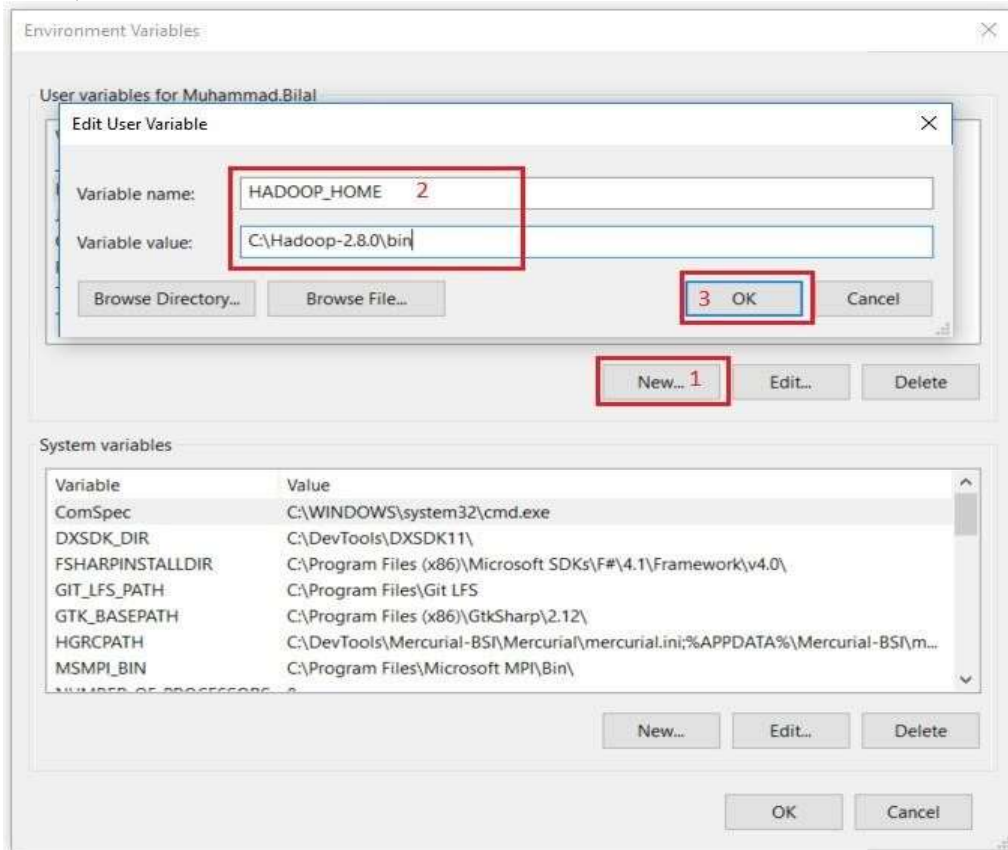 Environment Variables
User variables for Muhammad.Bilal
Edit User Variable
Variable name: HADOOP_HOME 2
Variable value: C:\Hadoop-2.8.0\bin
Browse Directory... Browse File... 3 OK Cancel
New... 1 Edit... Delete
System variables
Variable Value
ComSpec C:\WINDOWS\system32\cmd.exe
DXSDK_DIR C:\DevTools\DXSDK11\
FSHARPINSTALLDIR C:\Program Files (x86)\Microsoft SDKs\F#\4.1\Framework\v4.0\
GIT_LFS_PATH C:\Program Files\Git LFS
GTK_BASEPATH C:\Program Files (x86)\GtkSharp\2.12\
HGRCPATH C:\DevTools\Mercurial-BSI\Mercurial\mercurial.ini;%APPDATA%\Mercurial-BSI\m...
MSMPI_BIN C:\Program Files\Microsoft MPI\Bin\
NUMBER_OF_PROCESSORS
New... Edit... Delete
OK Cancel